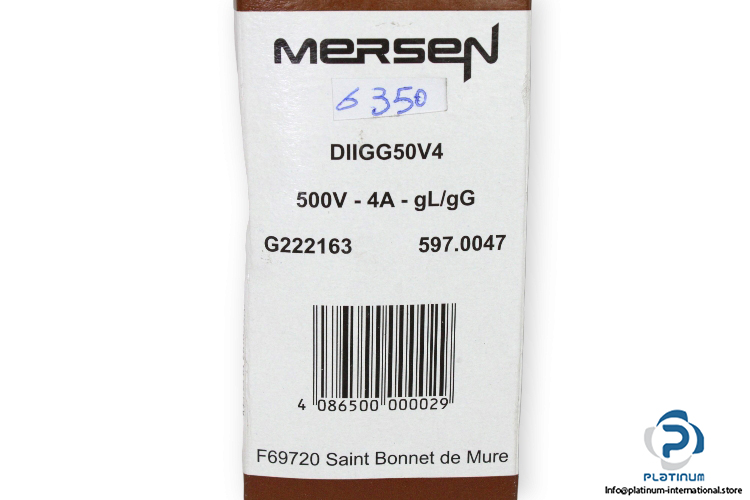 MERSEN
6350
DIIGG50V4
500V - 4A - gL/gG
G222163 597.0047
4 086500 000029
F69720 Saint Bonnet de Mure
PLATINUM
Info@platinum-international.store